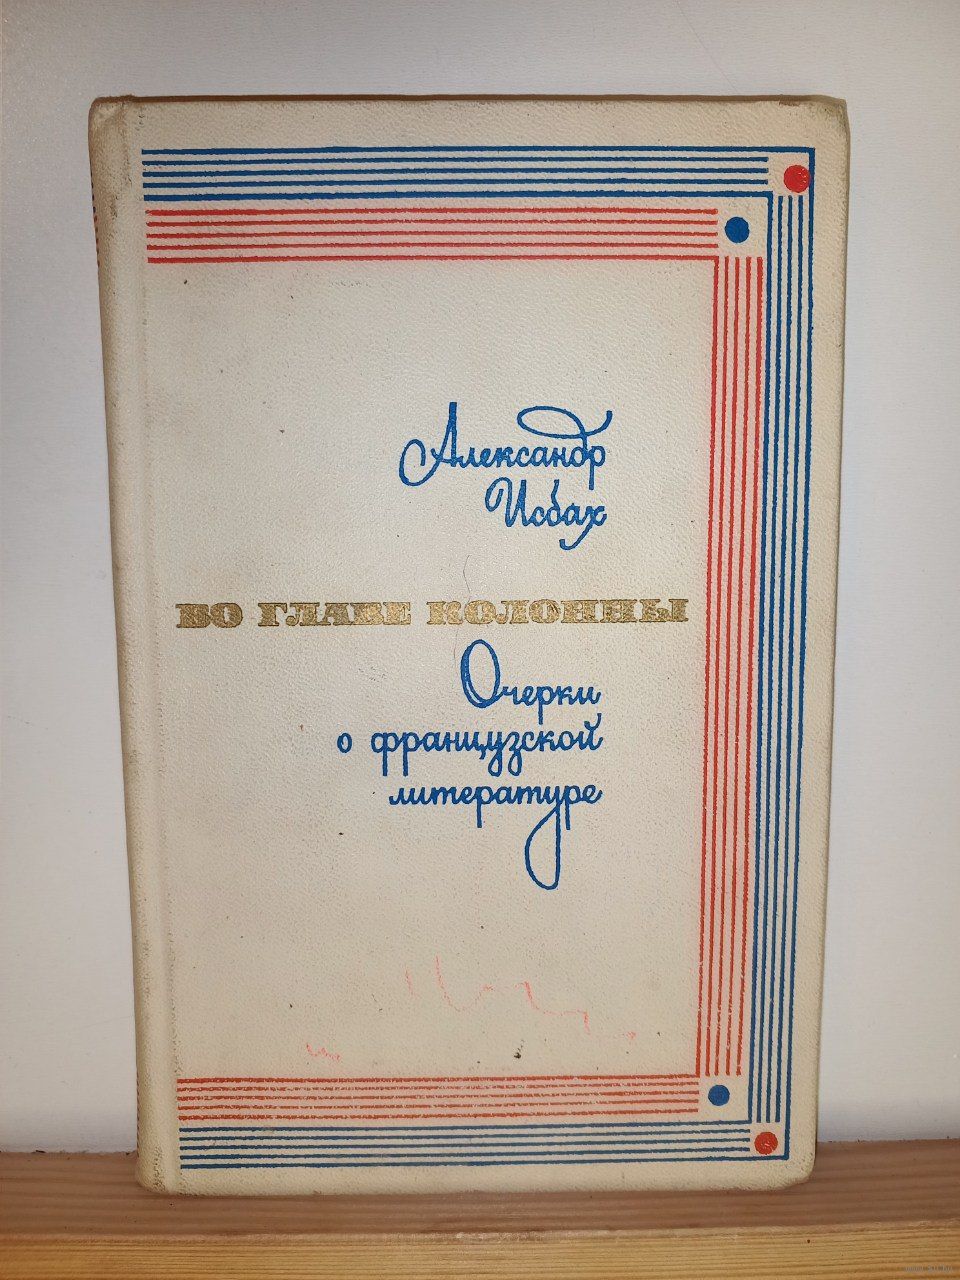 Александр
Исбах
ВО ГЛАВЕ КОЛОННЫ
Очерки
о французской
литературе